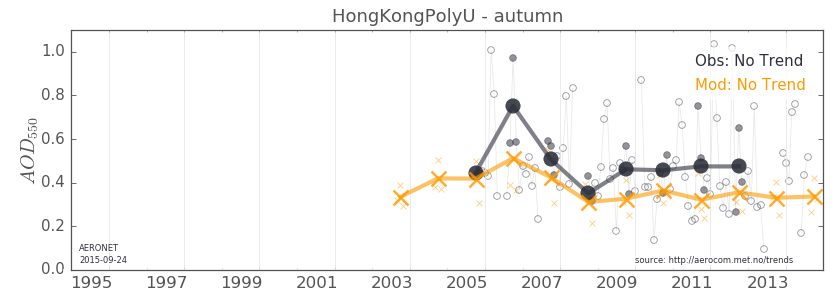 HongKongPolyU - autumn
1.0
0.8
0.6
0.4
0.2
0.0
AOD550
Obs: No Trend
Mod: No Trend
AERONET
2015-09-24
source: http://aerocom.met.no/trends
1995 1997 1999 2001 2003 2005 2007 2009 2011 2013